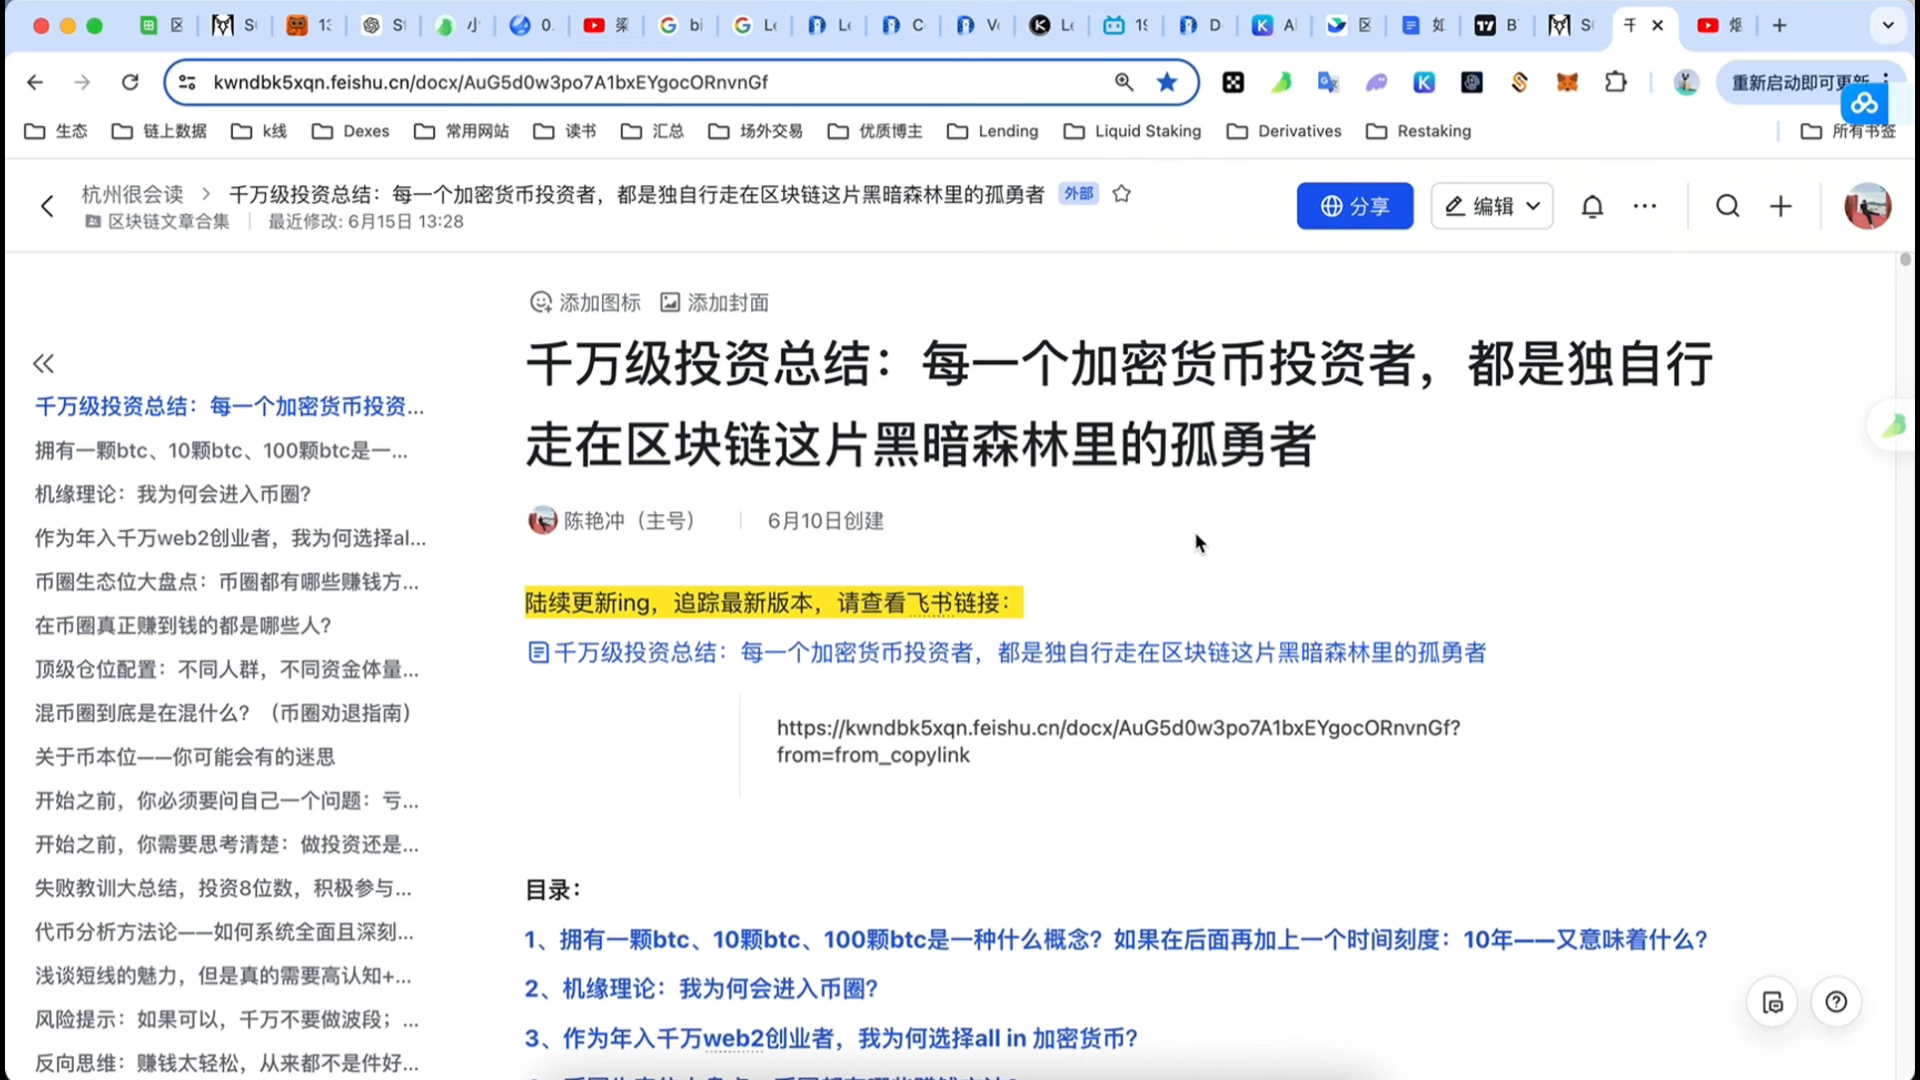 区
S
13
S
小
0.
梁
G bi
G Le
Le
C
Ve
Le
19
D
K A
区
如
B
S
千
烟
kwndbk5xqn.feishu.cn/docx/AuG5d0w3po7A1bxEYgocORnvnGf
重新启动即可更新
生态
链上数据
k线
Dexes
常用网站
读书
汇总
场外交易
优质博主
Lending
Liquid Staking
Derivatives
Restaking
所有书签
杭州很会读 > 千万级投资总结：每一个加密货币投资者，都是独自行走在区块链这片黑暗森林里的孤勇者 外部
区块链文章合集 | 最近修改: 6月15日 13:28
分享
编辑
添加图标 添加封面
千万级投资总结：每一个加密货币投资者，都是独自行
走在区块链这片黑暗森林里的孤勇者
陈艳冲（主号） | 6月10日创建
陆续更新ing，追踪最新版本，请查看飞书链接：
千万级投资总结：每一个加密货币投资者，都是独自行走在区块链这片黑暗森林里的孤勇者
https://kwndbk5xqn.feishu.cn/docx/AuG5d0w3po7A1bxEYgocORnvnGf?
from=from_copylink
目录：
1、拥有一颗btc、10颗btc、100颗btc是一种什么概念？如果在后面再加上一个时间刻度：10年——又意味着什么？
2、机缘理论：我为何会进入币圈？
3、作为年入千万web2创业者，我为何选择all in 加密货币？
千万级投资总结：每一个加密货币投资...
拥有一颗btc、10颗btc、100颗btc是一...
机缘理论：我为何会进入币圈？
作为年入千万web2创业者，我为何选择al...
币圈生态位大盘点：币圈都有哪些赚钱方...
在币圈真正赚到钱的都是哪些人？
顶级仓位配置：不同人群，不同资金体量...
混币圈到底是在混什么？（币圈劝退指南）
关于币本位——你可能会有的迷思
开始之前，你必须要问自己一个问题：亏...
开始之前，你需要思考清楚：做投资还是...
失败教训大总结，投资8位数，积极参与...
代币分析方法论——如何系统全面且深刻...
浅谈短线的魅力，但是真的需要高认知+...
风险提示：如果可以，千万不要做波段；...
反向思维：赚钱太轻松，从来都不是件好...